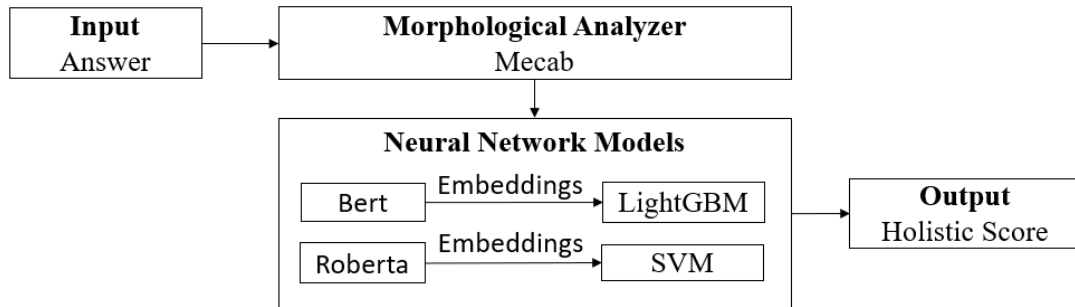 Input
Answer
Morphological Analyzer
Mecab
Neural Network Models
Bert
Embeddings
LightGBM
Roberta
Embeddings
SVM
Output
Holistic Score